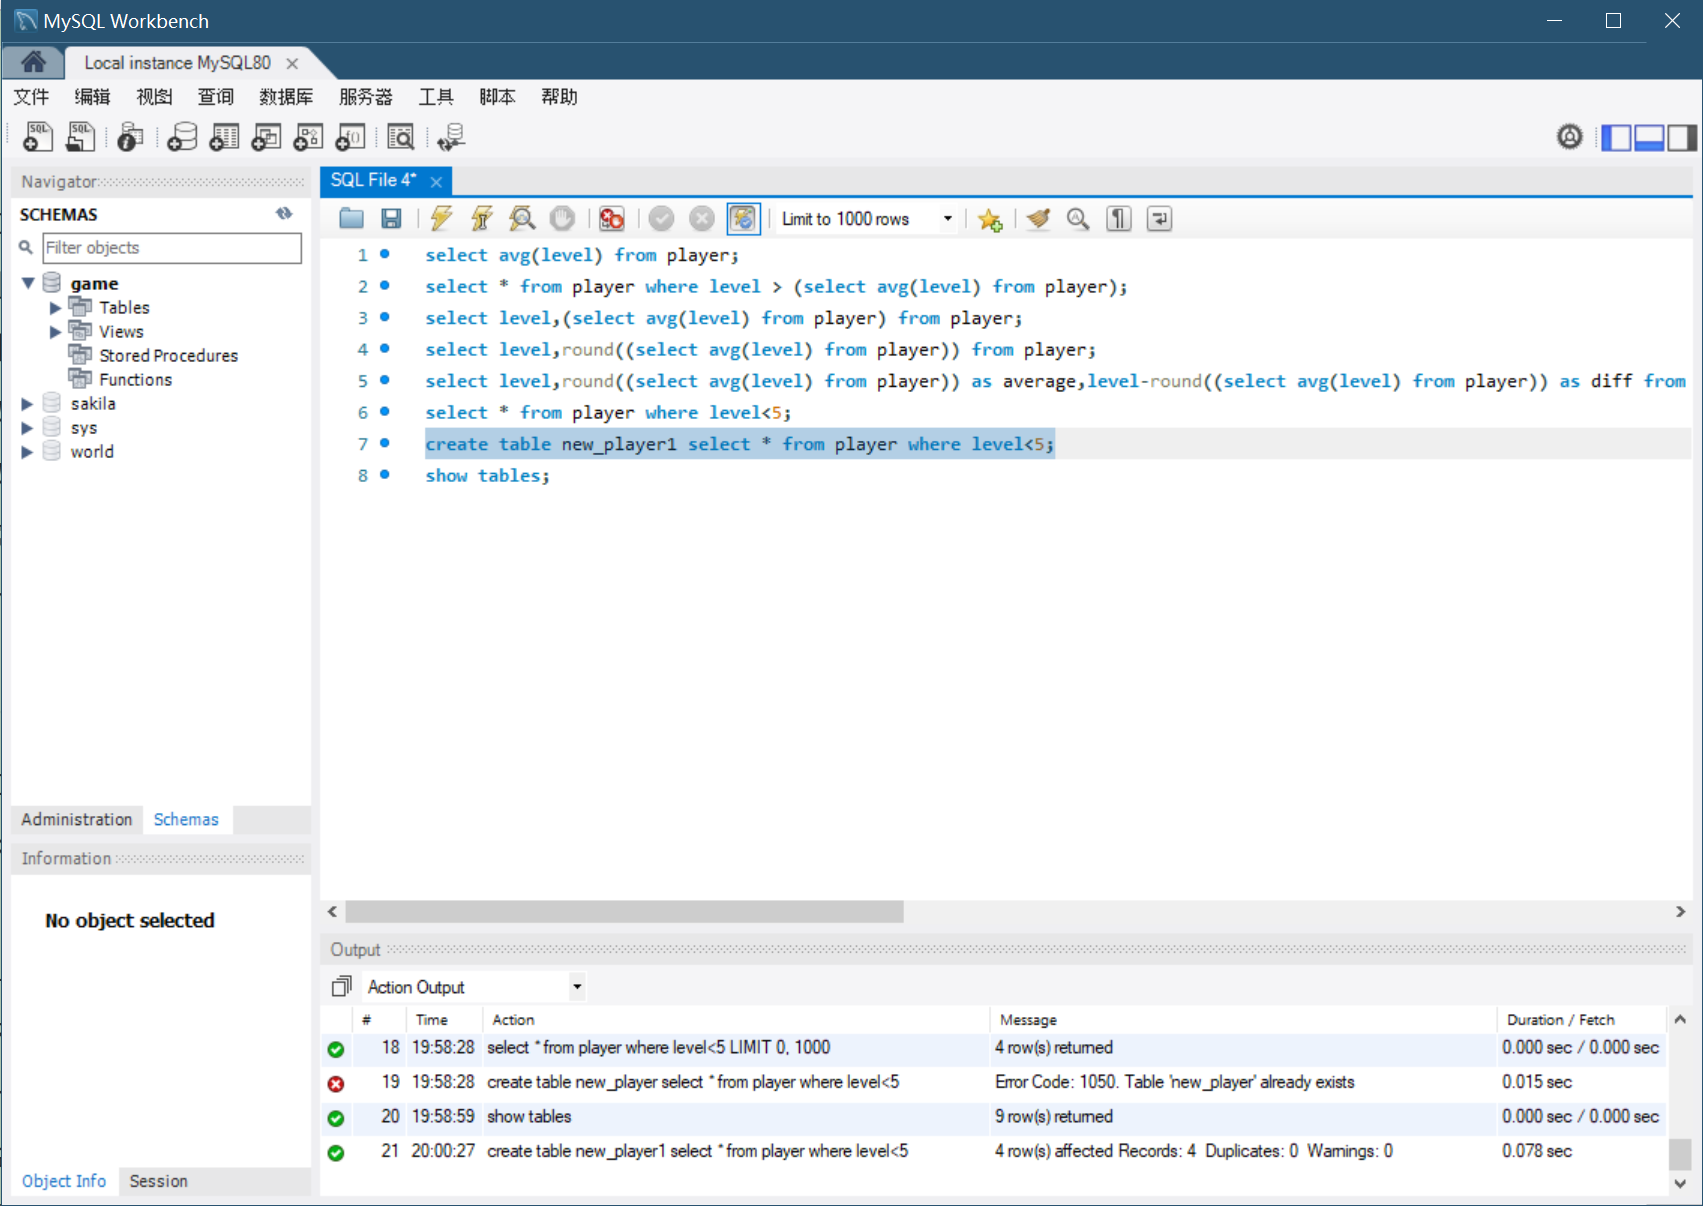 MySQL Workbench
Local instance MySQL80
文件 编辑 视图 查询 数据库 服务器 工具 脚本 帮助
Navigator
SCHEMAS
Filter objects
game
Tables
Views
Stored Procedures
Functions
sakila
sys
world
Administration Schemas
Information
No object selected
Object Info Session
SQL File 4*
Limit to 1000 rows
1 select avg(level) from player;
2 select * from player where level > (select avg(level) from player);
3 select level,(select avg(level) from player) from player;
4 select level,round((select avg(level) from player)) from player;
5 select level,round((select avg(level) from player)) as average,level-round((select avg(level) from player)) as diff from
6 select * from player where level<5;
7 create table new_player1 select * from player where level<5;
8 show tables;
Output
Action Output
# Time Action Message Duration / Fetch
18 19:58:28 select * from player where level<5 LIMIT 0, 1000 4 row(s) returned 0.000 sec / 0.000 sec
19 19:58:28 create table new_player select * from player where level<5 Error Code: 1050. Table 'new_player' already exists 0.015 sec
20 19:58:59 show tables 9 row(s) returned 0.000 sec / 0.000 sec
21 20:00:27 create table new_player1 select * from player where level<5 4 row(s) affected Records: 4 Duplicates: 0 Warnings: 0 0.078 sec